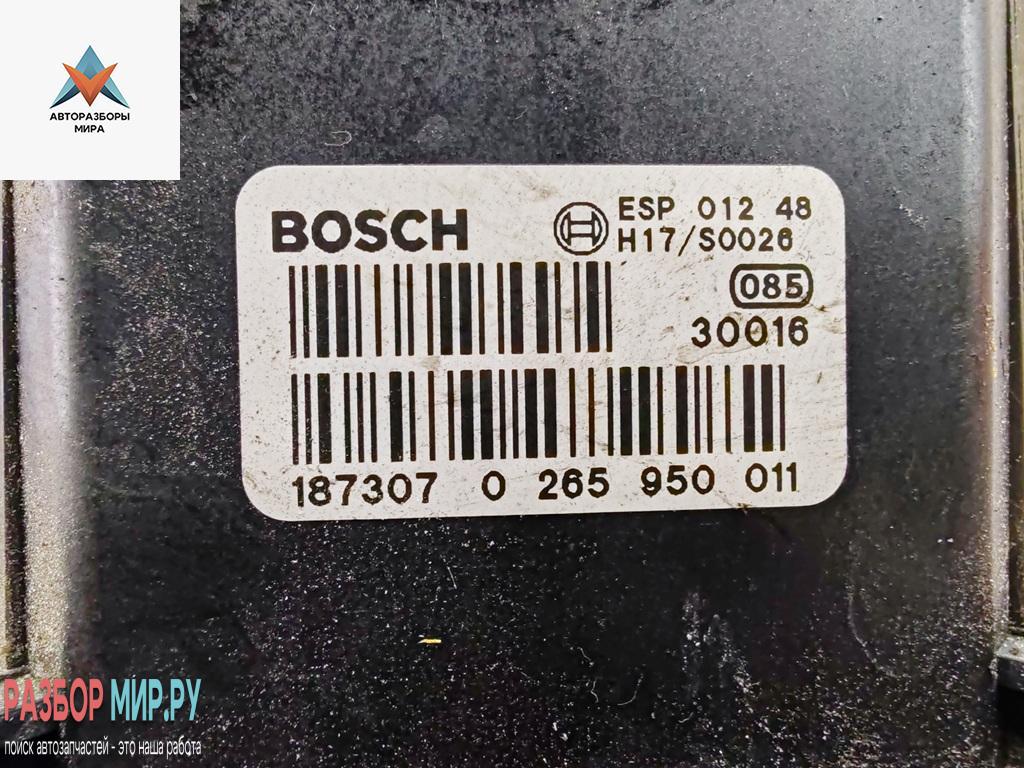 АВТОРАЗБОРЫ
МИРА
BOSCH
ESP 012 48
H17/S0026
085
30016
187307 0 265 950 011
РАЗБОР МИР.РУ
поиск автозапчастей - это наша работа